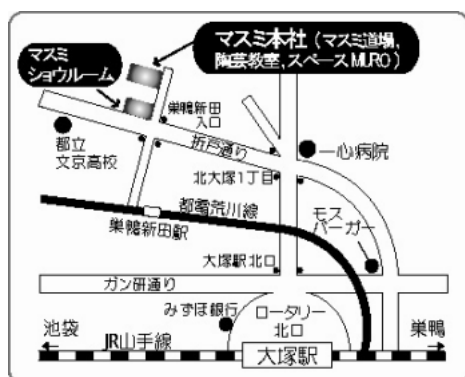 マスミ
ショウルーム
マスミ本社（マスミ道場,
陶芸教室,スペースMURO）
巣鴨新田
入口
都立
文京高校
折戸通り
一心病院
北大塚1丁目
都電荒川線
巣鴨新田駅
モス
バーガー
大塚駅北口
ガン研通り
みずほ銀行
ロータリー
北口
池袋
巣鴨
JR山手線
大塚駅